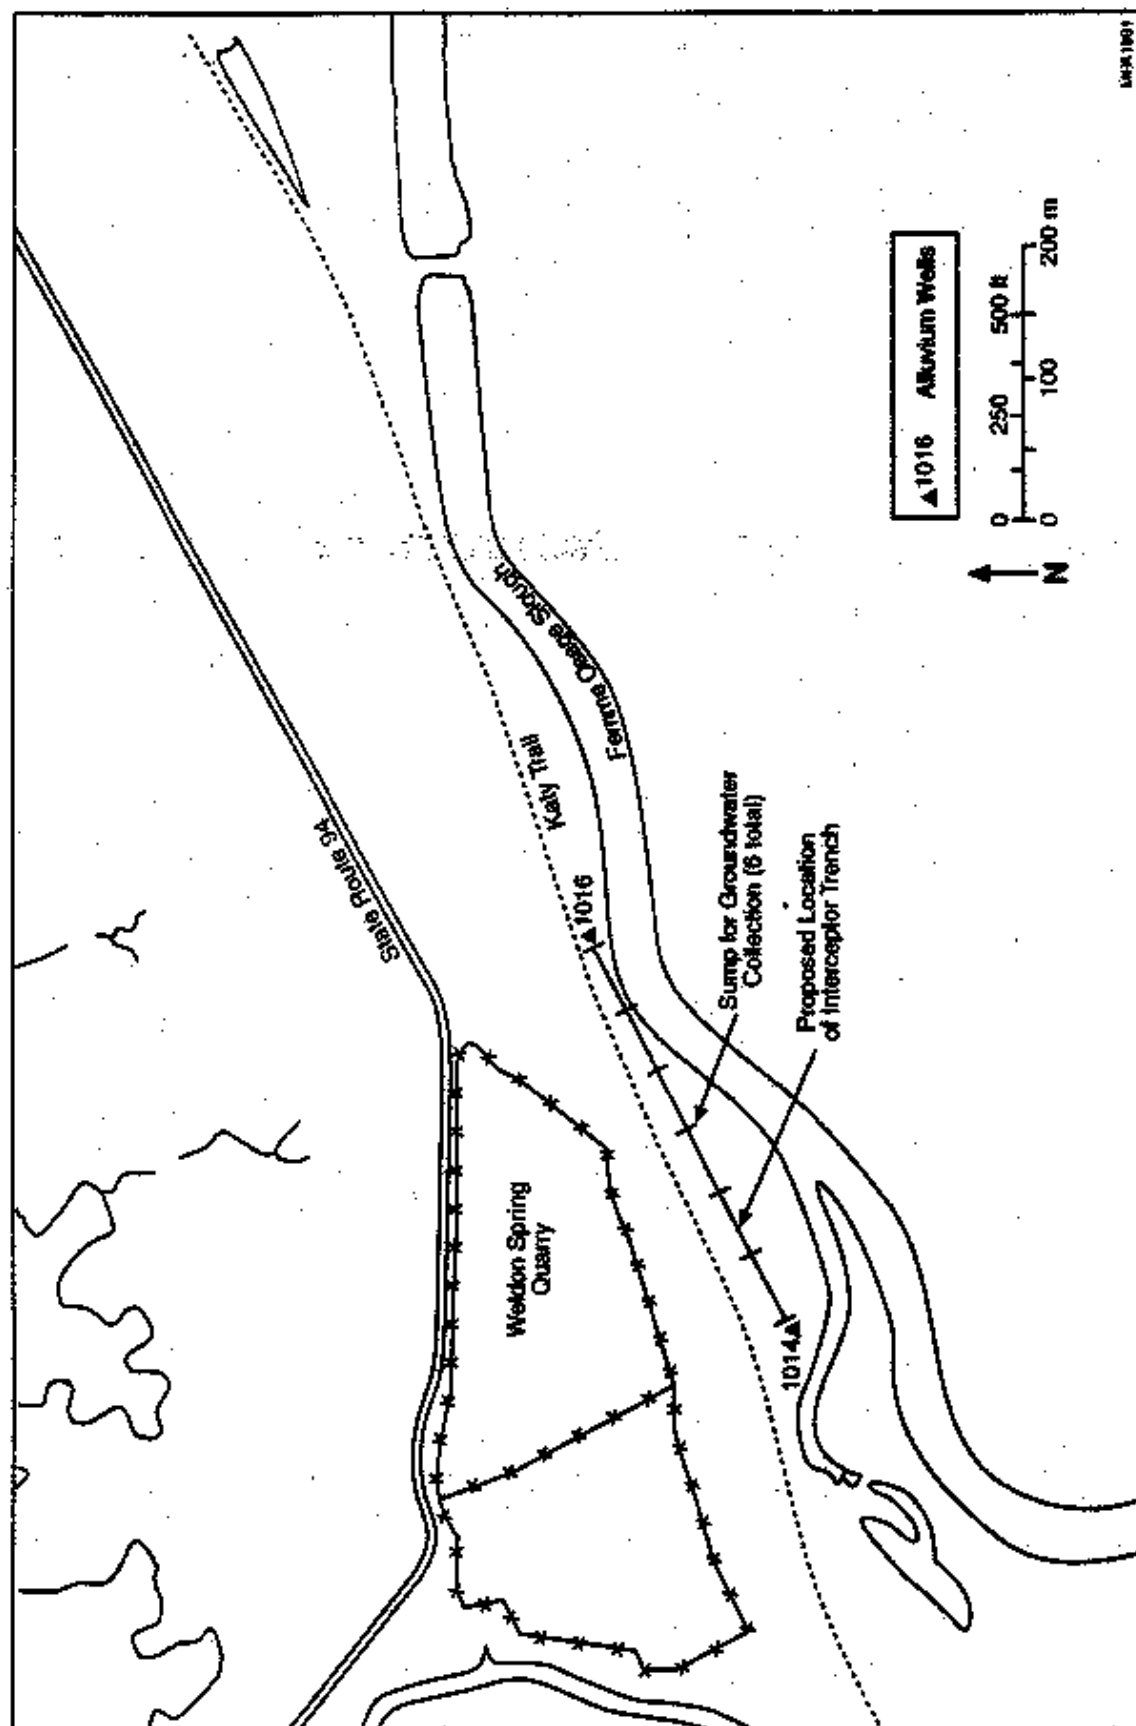 State Route 94
Katy Trail
Femme Osage Slough
Weldon Spring
Quarry
▲1016
1014▲
Sump for Groundwater
Collection (6 total)
Proposed Location
of Interceptor Trench
▲1016 Alluvium Wells
0 250 500 ft
0 100 200 m
N